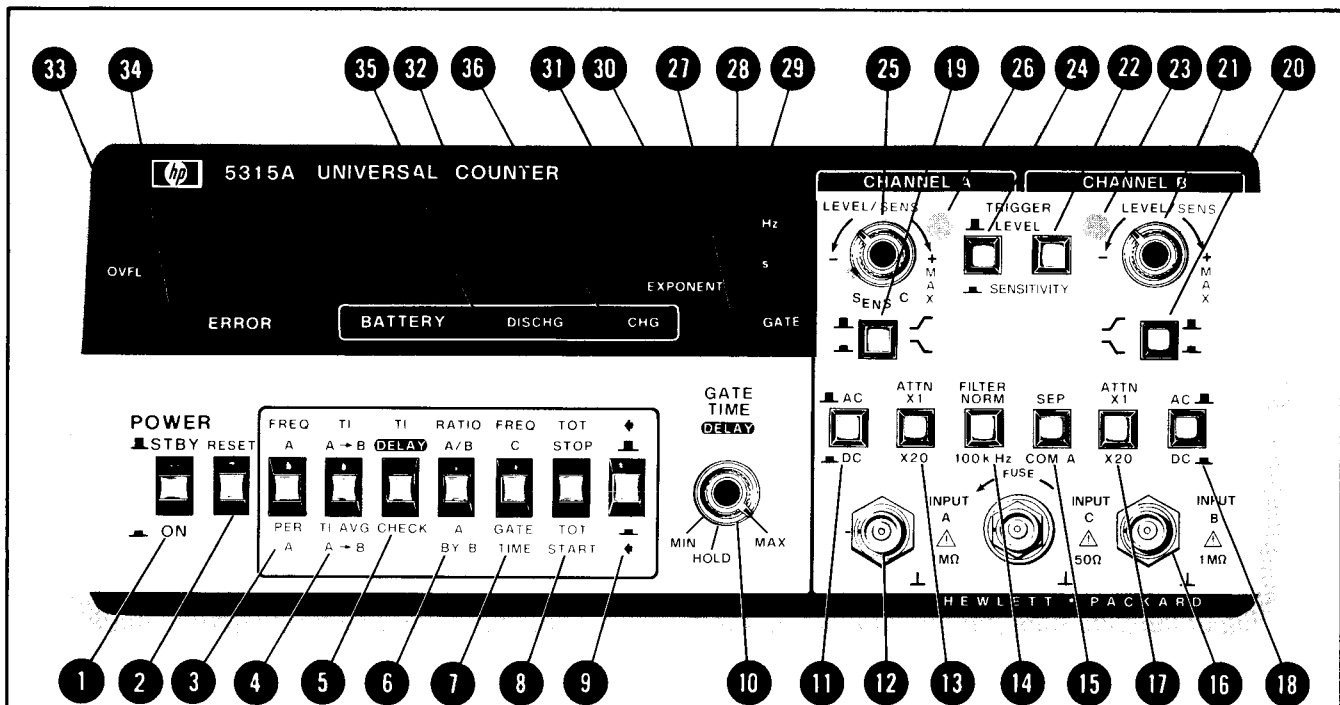 33 34 35 32 36 31 30 27 28 29 25 19 26 24 22 23 21 20
hp 5315A UNIVERSAL COUNTER
CHANNEL A CHANNEL B
LEVEL/SENS TRIGGER LEVEL LEVEL/SENS
Hz
OVFL s
- + MAX - + MAX
EXPONENT
SENS C SENSITIVITY
ERROR BATTERY DISCHG CHG GATE
POWER
STBY RESET
ON
FREQ A TI A→B TI DELAY RATIO A/B FREQ C TOT STOP
PER A TI AVG A→B CHECK A BY B GATE TIME TOT START
GATE TIME
DELAY
MIN HOLD MAX
AC ATTN X1 FILTER NORM SEP ATTN X1 AC
DC X20 100kHz COM A X20 DC
FUSE
INPUT A MΩ INPUT C 50Ω INPUT B 1MΩ
HEWLETT • PACKARD
1 2 3 4 5 6 7 8 9 10 11 12 13 14 15 17 16 18